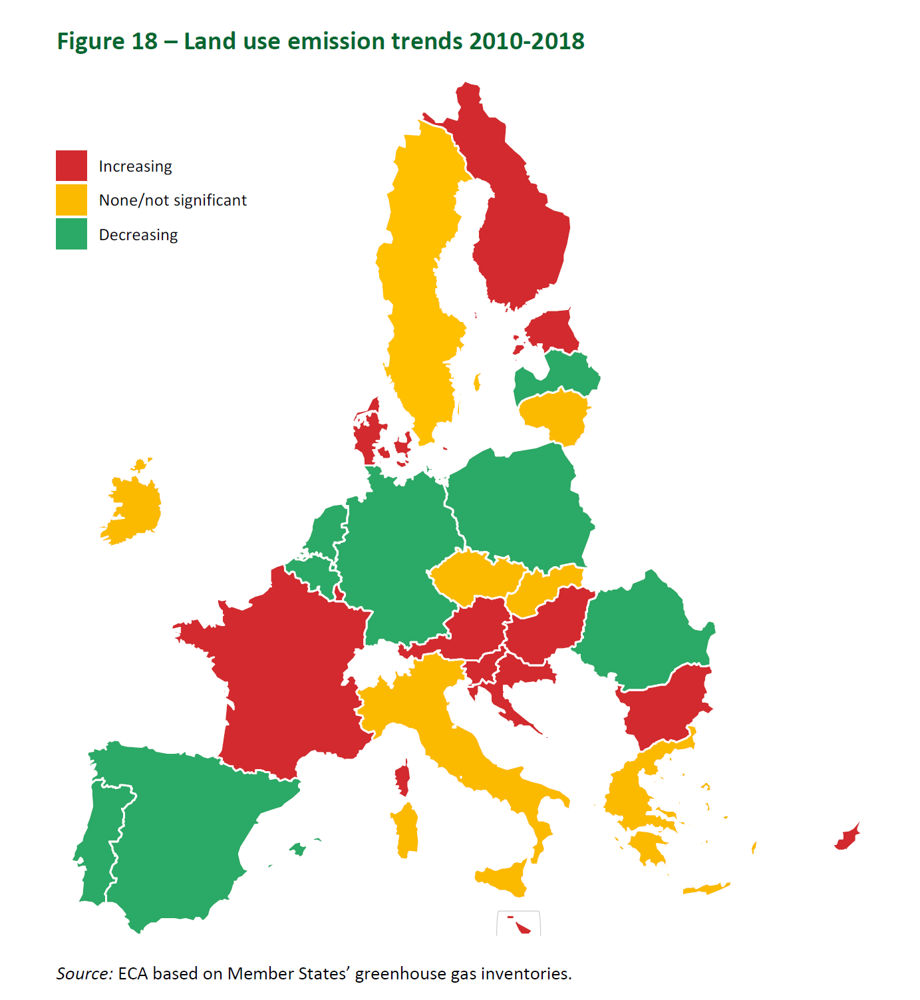 Figure 18 – Land use emission trends 2010-2018
Increasing
None/not significant
Decreasing
Source: ECA based on Member States’ greenhouse gas inventories.